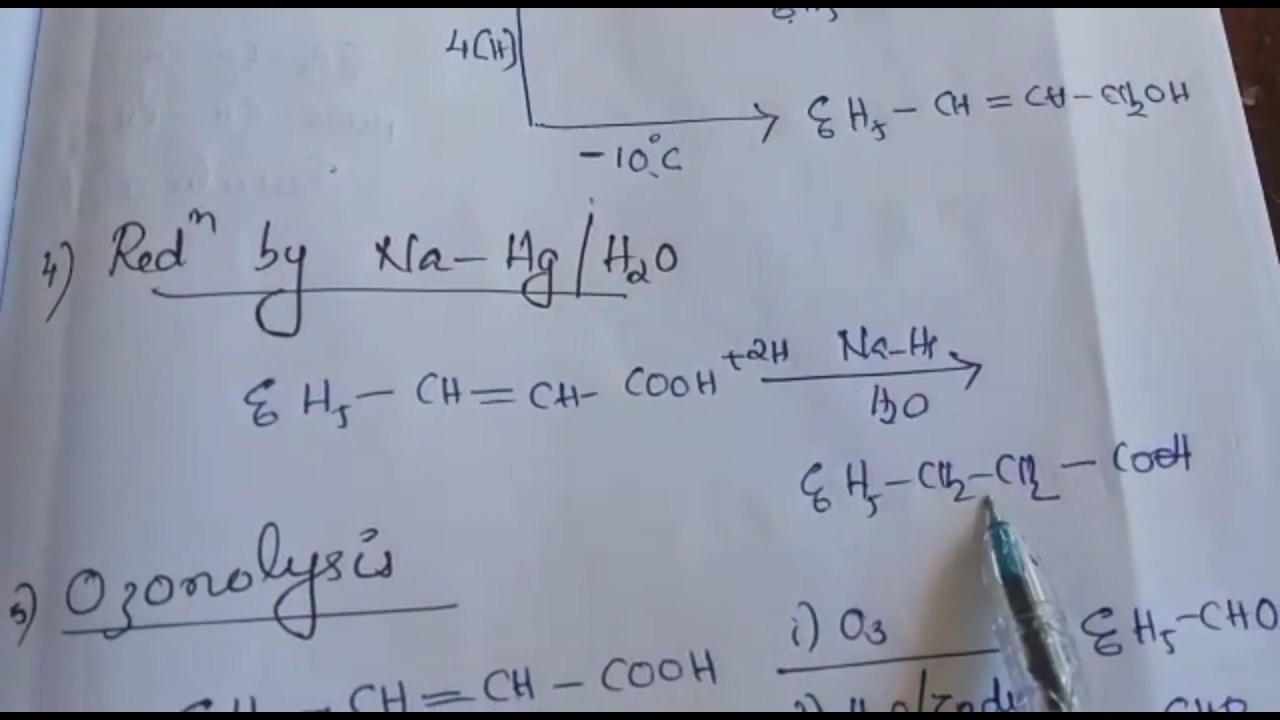 4(H)
C6H5 - CH = CH - CH2OH
-10°C
4) Redn by Na-Hg/H2O
C6H5 - CH = CH - COOH +2H Na-Hg
H2O
C6H5 - CH2 - CH2 - COOH
5) Ozonolysis
i) O3
C6H5 - CHO
CH = CH - COOH